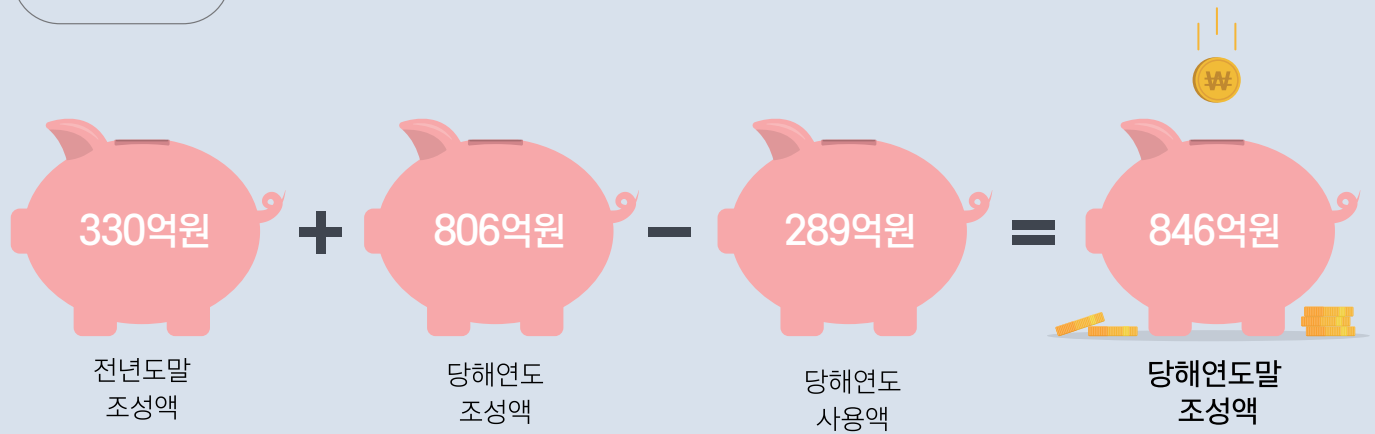 ₩
330억원 + 806억원 - 289억원 = 846억원
전년도말
조성액
당해연도
조성액
당해연도
사용액
당해연도말
조성액